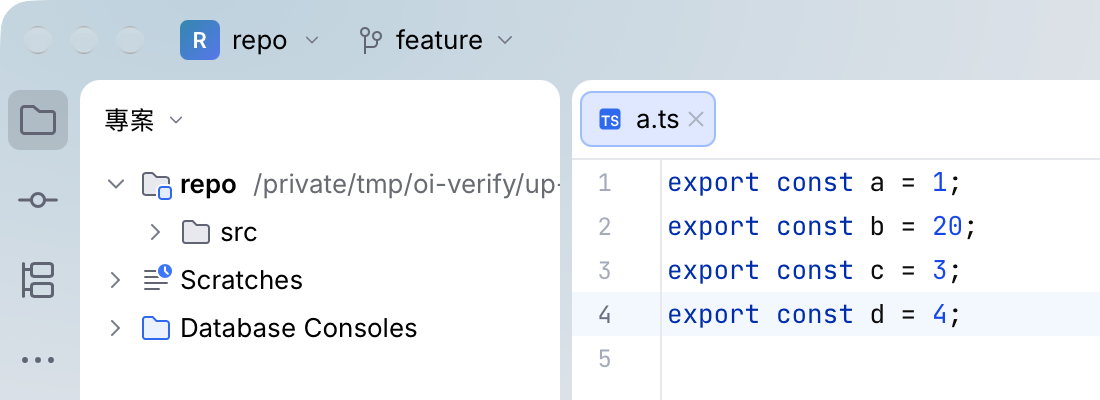 R repo feature
專案
repo /private/tmp/oi-verify/up-
src
Scratches
Database Consoles
TS a.ts
1 export const a = 1;
2 export const b = 20;
3 export const c = 3;
4 export const d = 4;
5